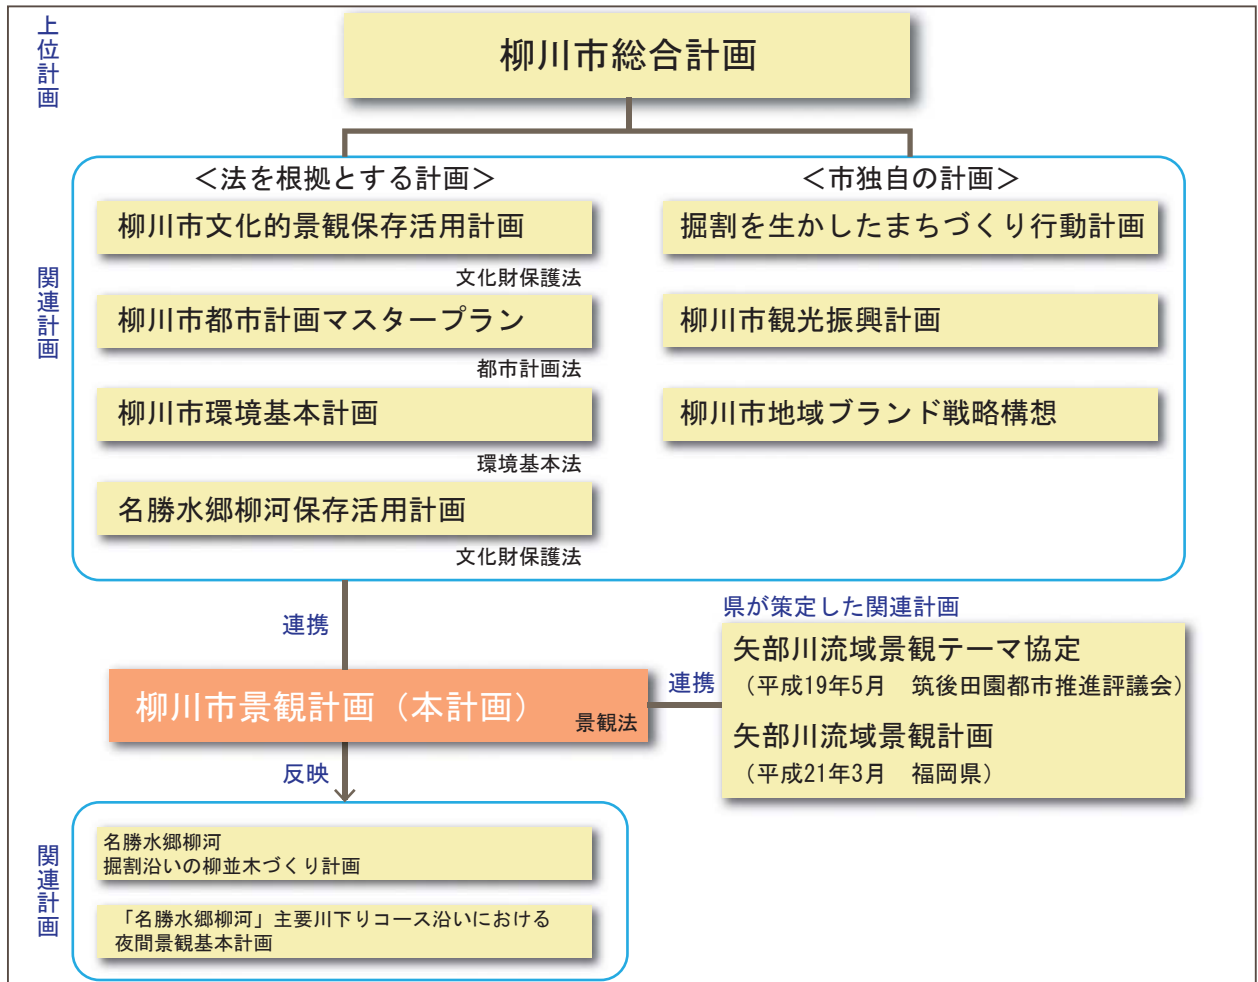 上位計画
柳川市総合計画
関連計画
＜法を根拠とする計画＞
柳川市文化的景観保存活用計画
文化財保護法
柳川市都市計画マスタープラン
都市計画法
柳川市環境基本計画
環境基本法
名勝水郷柳河保存活用計画
文化財保護法
＜市独自の計画＞
掘割を生かしたまちづくり行動計画
柳川市観光振興計画
柳川市地域ブランド戦略構想
連携
柳川市景観計画（本計画）
景観法
連携
県が策定した関連計画
矢部川流域景観テーマ協定
（平成19年5月　筑後田園都市推進評議会）
矢部川流域景観計画
（平成21年3月　福岡県）
反映
関連計画
名勝水郷柳河
掘割沿いの柳並木づくり計画
「名勝水郷柳河」主要川下りコース沿いにおける
夜間景観基本計画